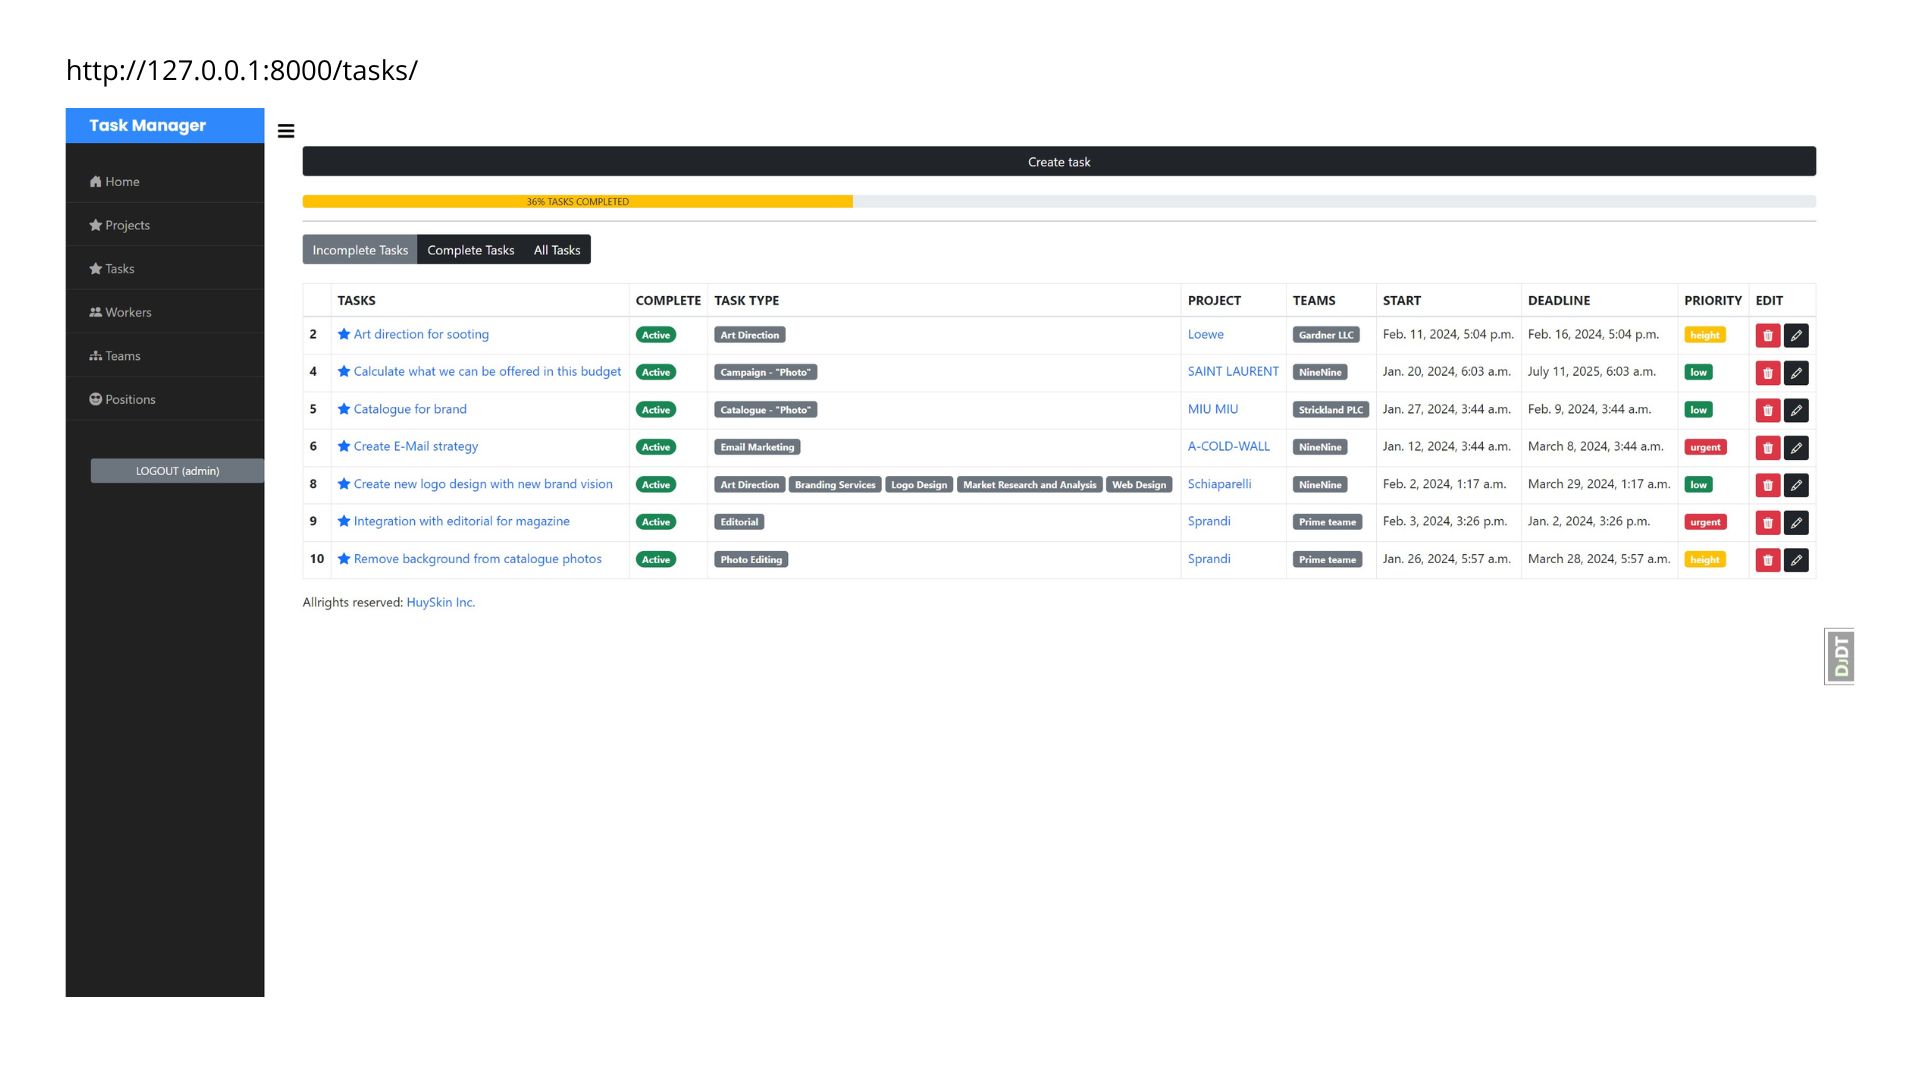 http://127.0.0.1:8000/tasks/
Task Manager
Home
Projects
Tasks
Workers
Teams
Positions
LOGOUT (admin)
Create task
36% TASKS COMPLETED
Incomplete Tasks Complete Tasks All Tasks
TASKS COMPLETE TASK TYPE PROJECT TEAMS START DEADLINE PRIORITY EDIT
2 Art direction for sooting Active Art Direction Loewe Gardner LLC Feb. 11, 2024, 5:04 p.m. Feb. 16, 2024, 5:04 p.m. height
4 Calculate what we can be offered in this budget Active Campaign - "Photo" SAINT LAURENT NineNine Jan. 20, 2024, 6:03 a.m. July 11, 2025, 6:03 a.m. low
5 Catalogue for brand Active Catalogue - "Photo" MIU MIU Strickland PLC Jan. 27, 2024, 3:44 a.m. Feb. 9, 2024, 3:44 a.m. low
6 Create E-Mail strategy Active Email Marketing A-COLD-WALL NineNine Jan. 12, 2024, 3:44 a.m. March 8, 2024, 3:44 a.m. urgent
8 Create new logo design with new brand vision Active Art Direction Branding Services Logo Design Market Research and Analysis Web Design Schiaparelli NineNine Feb. 2, 2024, 1:17 a.m. March 29, 2024, 1:17 a.m. low
9 Integration with editorial for magazine Active Editorial Sprandi Prime teame Feb. 3, 2024, 3:26 p.m. Jan. 2, 2024, 3:26 p.m. urgent
10 Remove background from catalogue photos Active Photo Editing Sprandi Prime teame Jan. 26, 2024, 5:57 a.m. March 28, 2024, 5:57 a.m. height
Allrights reserved: HuySkin Inc.
DJDT